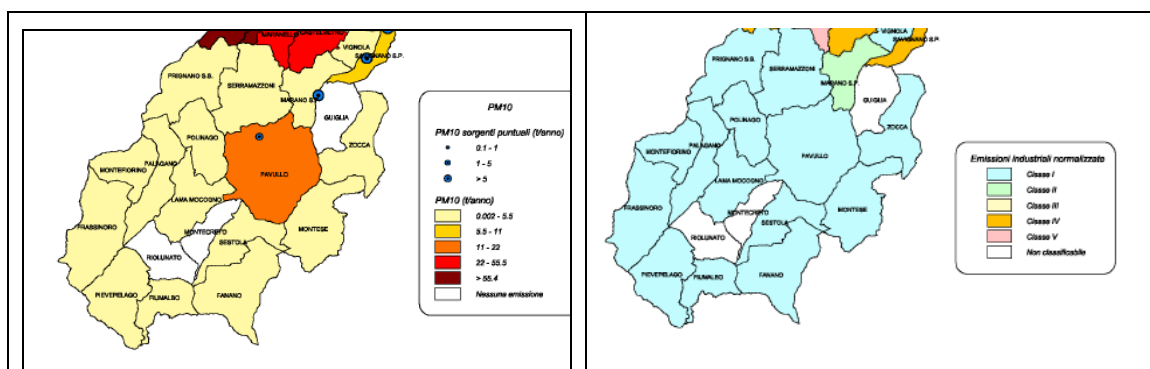 MARANELLO
CASTELVETRO
VIGNOLA
SAVIGNANO S.P.
PRIGNANO S.S.
SERRAMAZZONI
MARANO S.P.
GUIGLIA
POLINAGO
ZOCCA
PALAGANO
MONTEFIORINO
PAVULLO
LAMA MOCOGNO
FRASSINORO
MONTECRETO
SESTOLA
MONTESE
RIOLUNATO
PIEVEPELAGO
FIUMALBO
FANANO
PM10
PM10 sorgenti puntuali (t/anno)
0.1 - 1
1 - 5
> 5
PM10 (t/anno)
0.002 - 5.5
5.5 - 11
11 - 22
22 - 55.5
> 55.4
Nessuna emissione
VIGNOLA
SAVIGNANO S.P.
PRIGNANO S.S.
SERRAMAZZONI
MARANO S.P.
GUIGLIA
POLINAGO
ZOCCA
PALAGANO
MONTEFIORINO
PAVULLO
LAMA MOCOGNO
FRASSINORO
MONTECRETO
SESTOLA
MONTESE
RIOLUNATO
PIEVEPELAGO
FIUMALBO
FANANO
Emissioni industriali normalizzate
Classe I
Classe II
Classe III
Classe IV
Classe V
Non classificabile